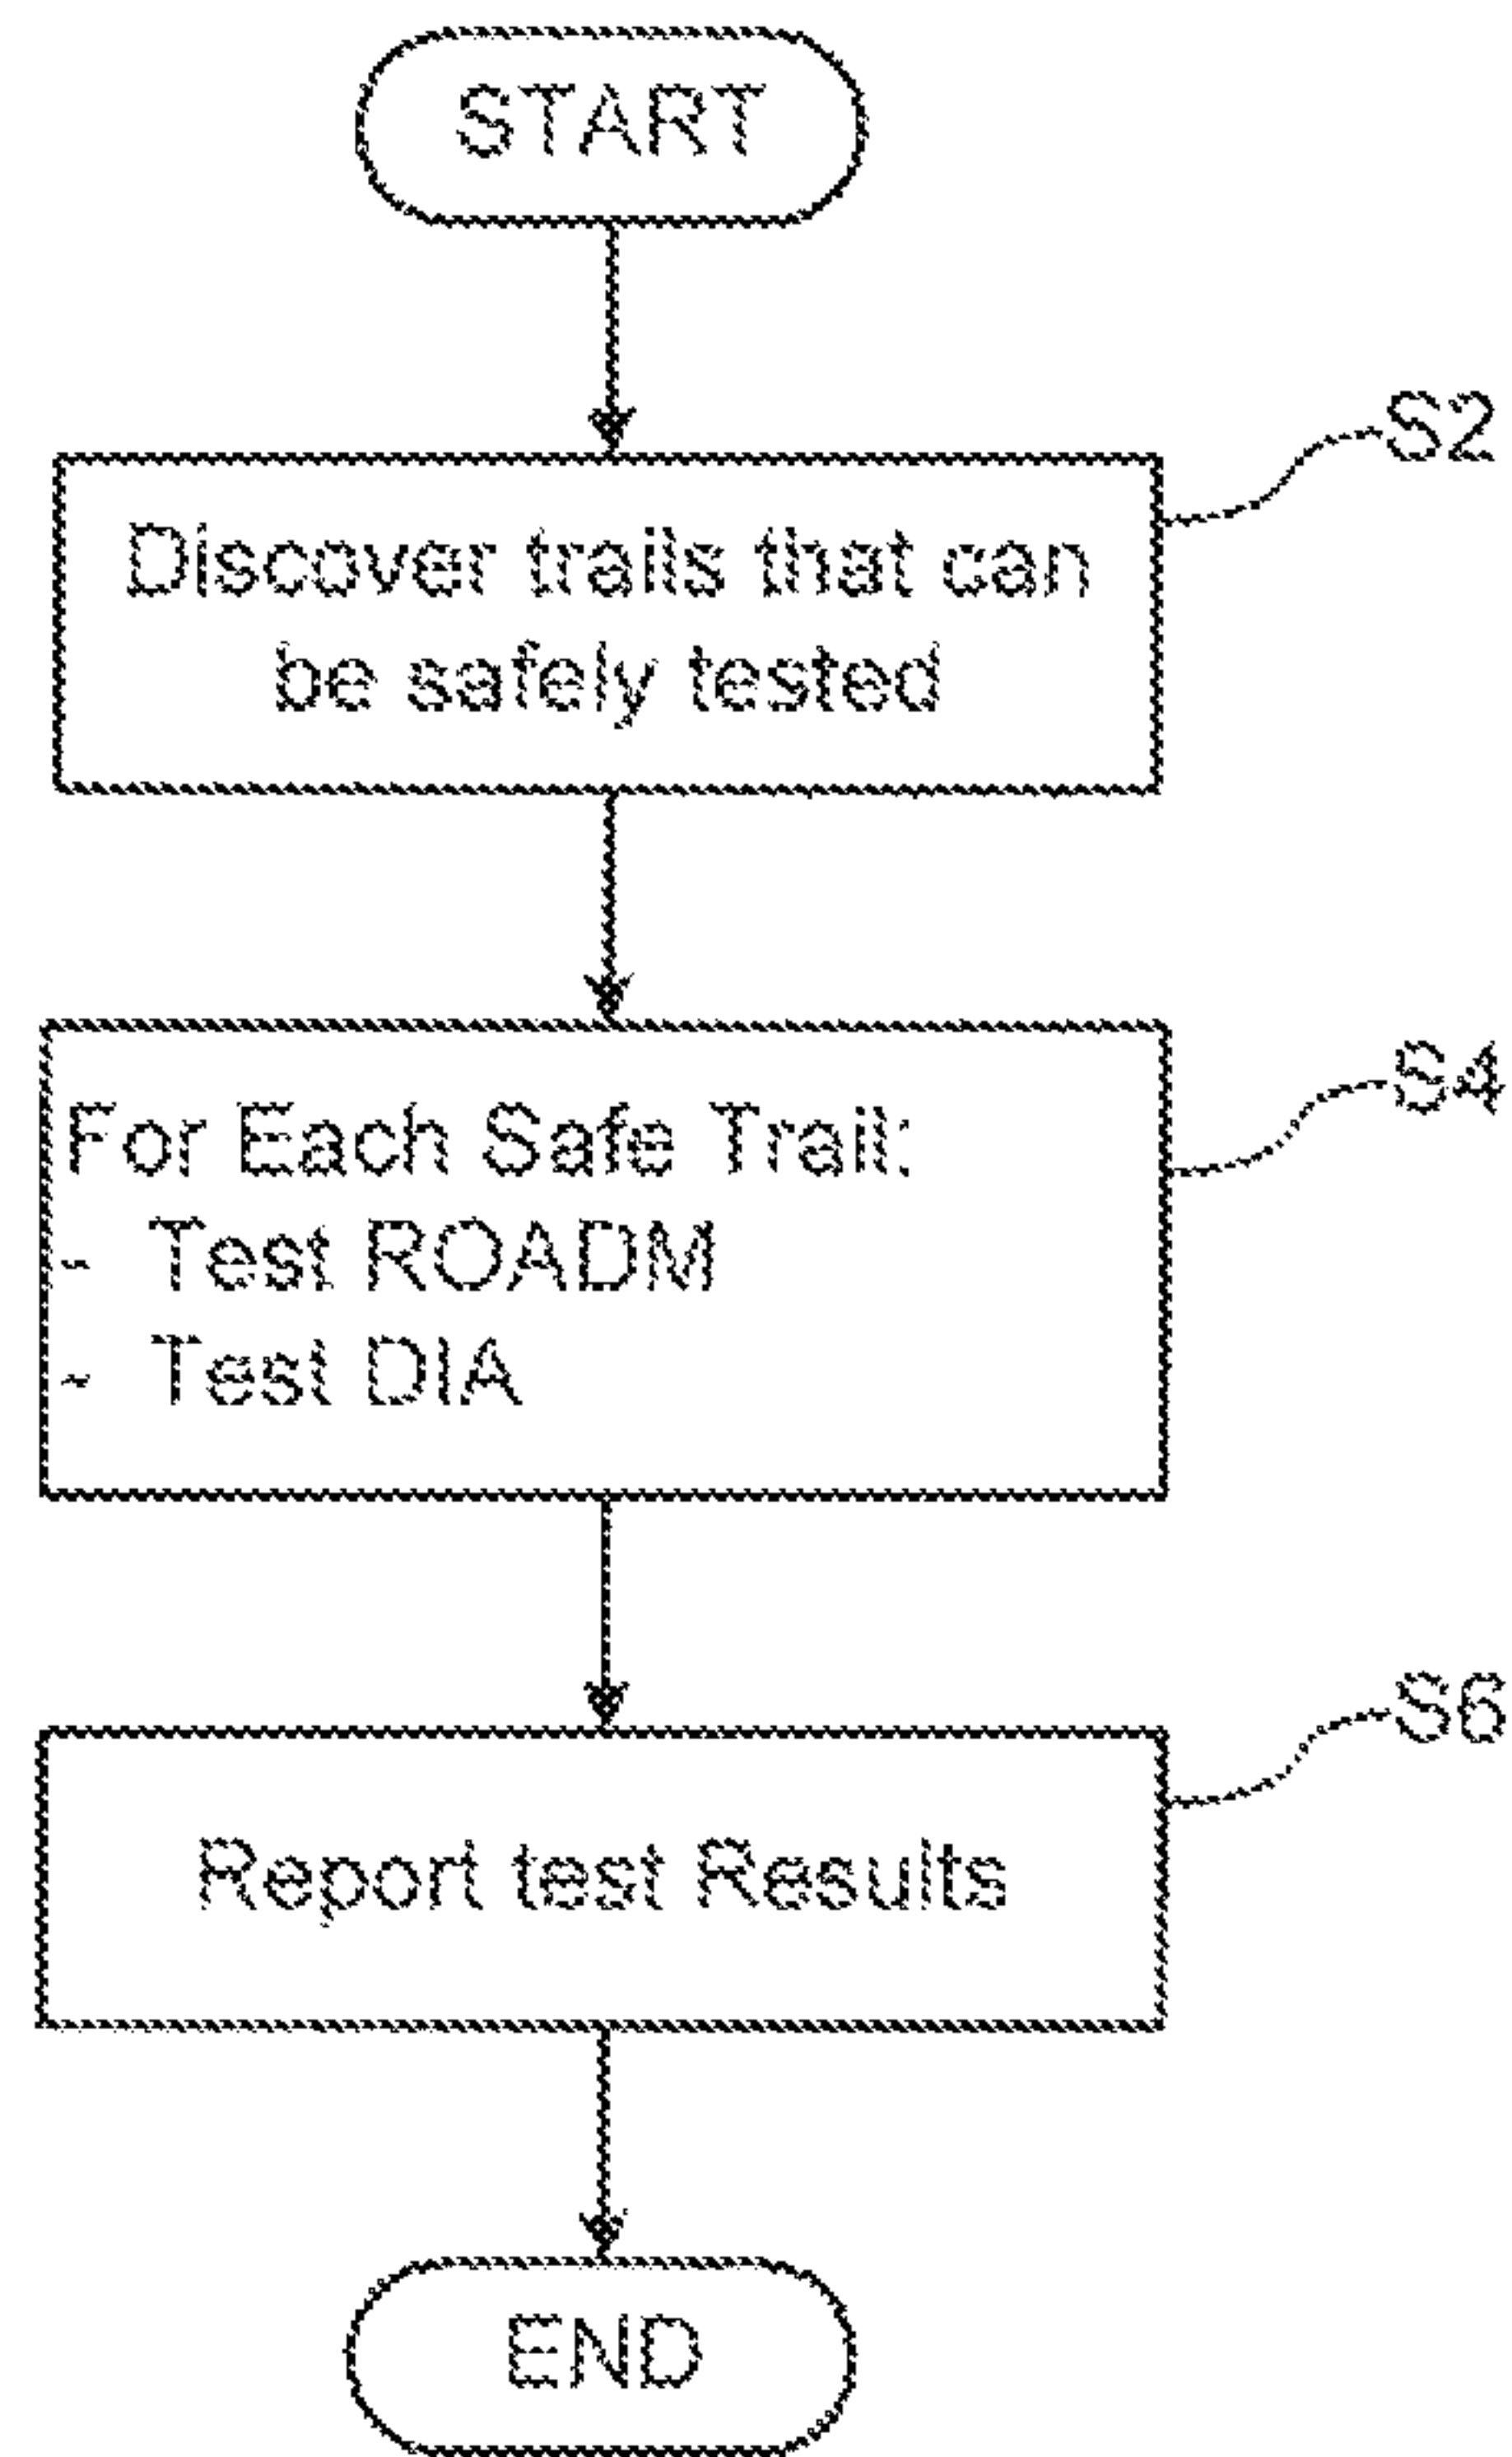 START
S2
Discover trails that can
be safely tested
S4
For Each Safe Trail:
- Test ROADM
- Test DIA
S6
Report test Results
END